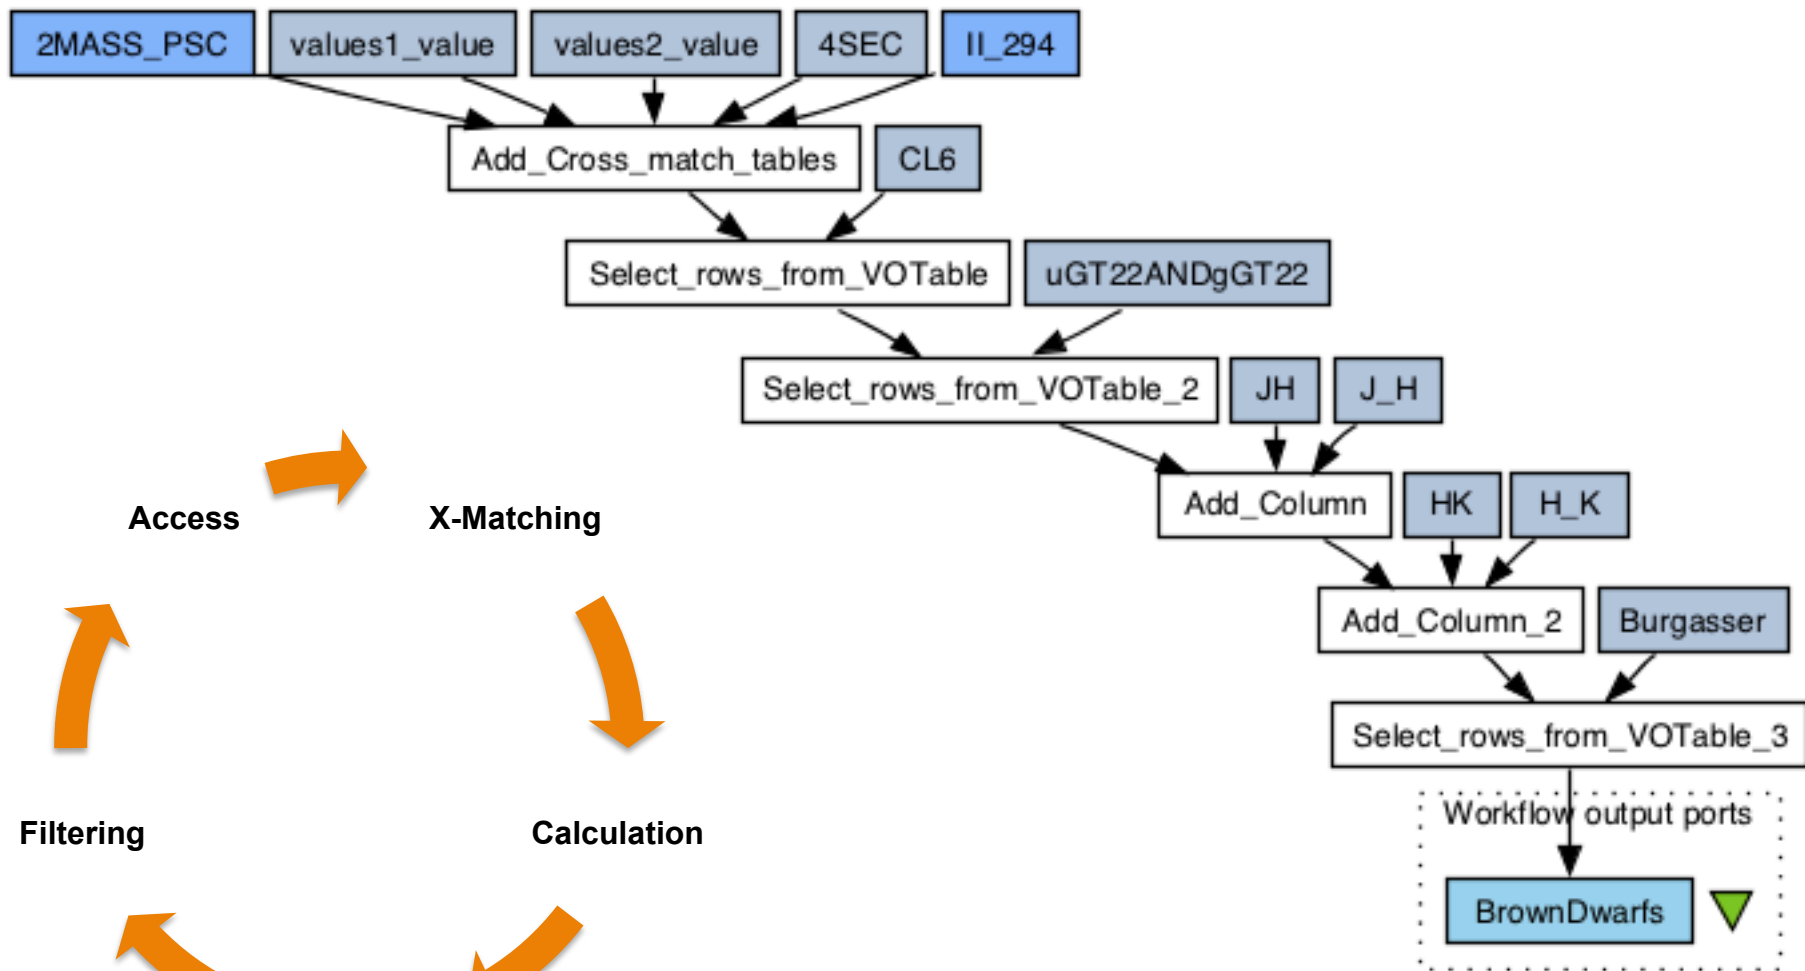 2MASS_PSC values1_value values2_value 4SEC II_294
Add_Cross_match_tables CL6
Select_rows_from_VOTable uGT22ANDgGT22
Select_rows_from_VOTable_2 JH J_H
Add_Column HK H_K
Add_Column_2 Burgasser
Select_rows_from_VOTable_3
Workflow output ports
BrownDwarfs
Access X-Matching
Filtering Calculation